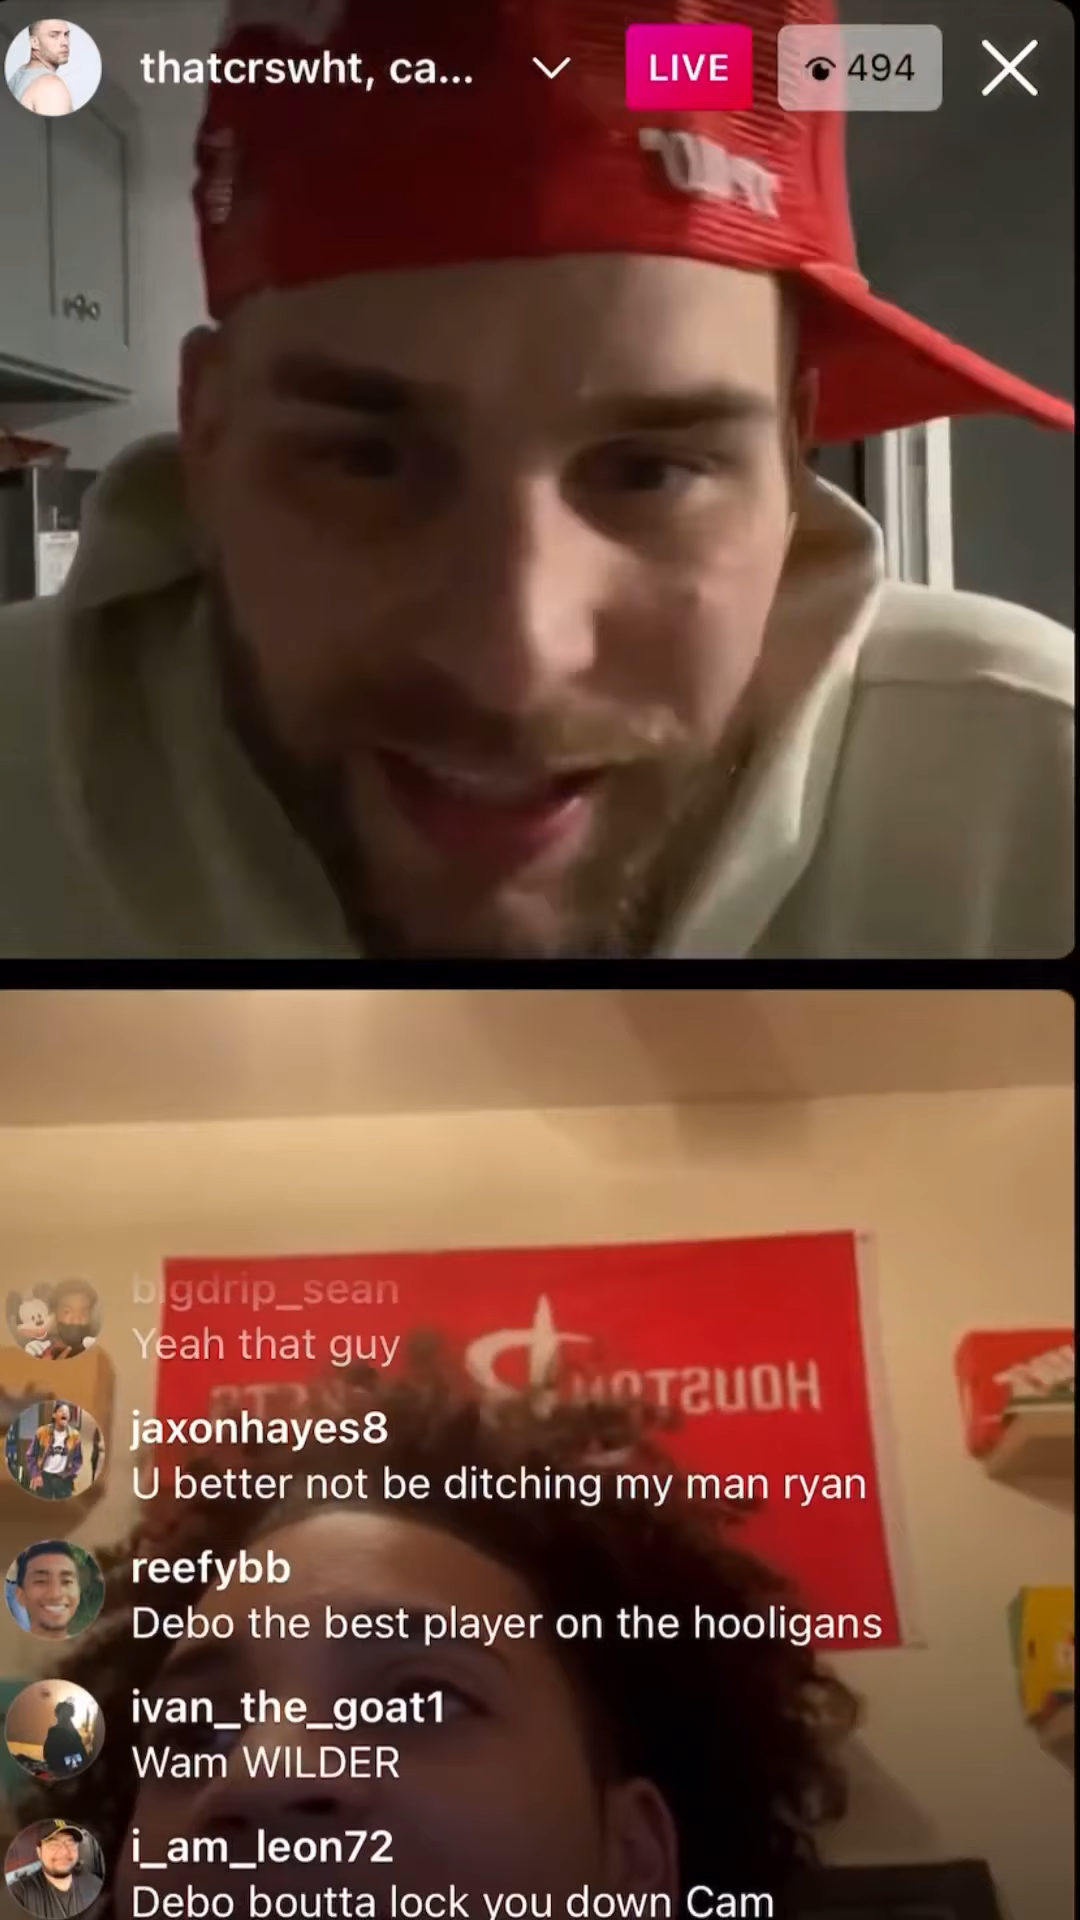 thatcrswht, ca...
LIVE
494
bigdrip_sean
Yeah that guy
HOUSTON
jaxonhayes8
U better not be ditching my man ryan
reefybb
Debo the best player on the hooligans
ivan_the_goat1
Wam WILDER
i_am_leon72
Debo boutta lock you down Cam